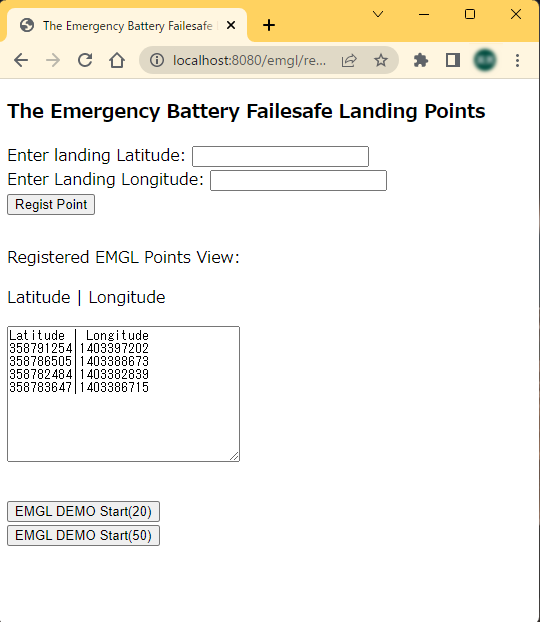 The Emergency Battery Failesafe
localhost:8080/emgl/re...
The Emergency Battery Failesafe Landing Points
Enter landing Latitude:
Enter Landing Longitude:
Regist Point
Registered EMGL Points View:
Latitude | Longitude
Latitude | Longitude
358791254|1403397202
358786505|1403388673
358782484|1403382839
358783647|1403386715
EMGL DEMO Start(20)
EMGL DEMO Start(50)